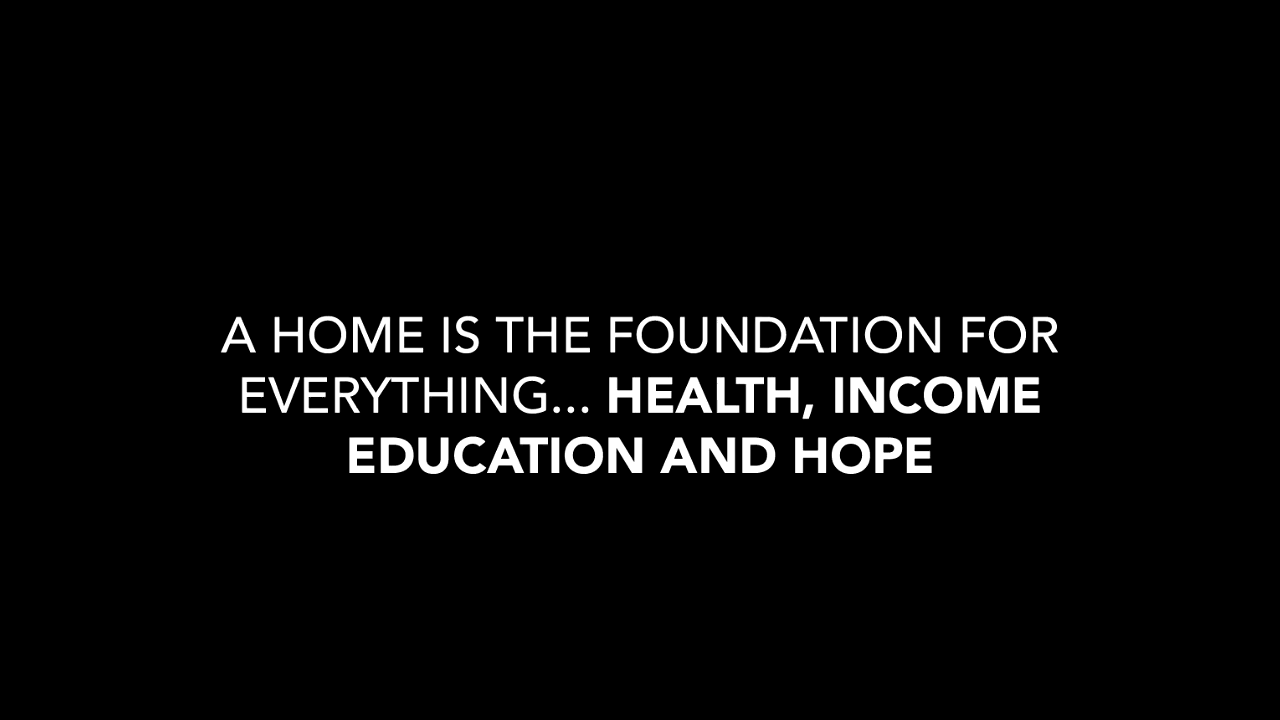 A HOME IS THE FOUNDATION FOR
EVERYTHING... HEALTH, INCOME
EDUCATION AND HOPE